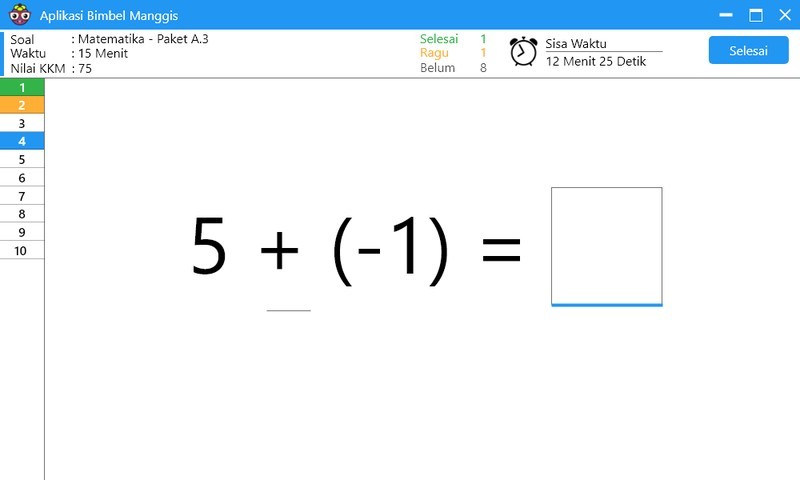 Aplikasi Bimbel Manggis
Soal : Matematika - Paket A.3
Waktu : 15 Menit
Nilai KKM : 75
Selesai 1
Ragu 1
Belum 8
Sisa Waktu
12 Menit 25 Detik
Selesai
1
2
3
4
5
6
7
8
9
10
5 + (-1) =